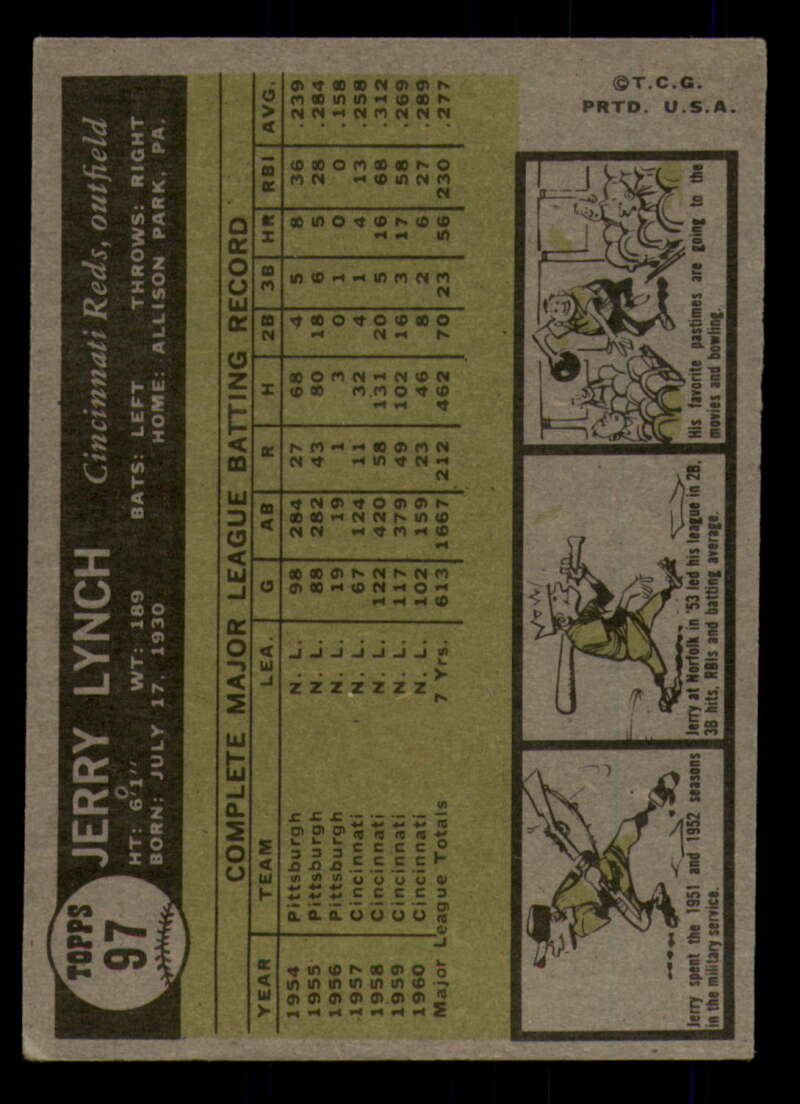 TOPPS
97
JERRY LYNCH Cincinnati Reds, outfield
HT: 6'1" WT: 189 BATS: LEFT THROWS: RIGHT
BORN: JULY 17, 1930 HOME: ALLISON PARK, PA.
COMPLETE MAJOR LEAGUE BATTING RECORD
YEAR TEAM LEA. G AB R H 2B 3B HR RBI AVG.
1954 Pittsburgh N. L. 98 284 27 68 4 5 8 36 .239
1955 Pittsburgh N. L. 88 282 43 80 18 6 5 28 .284
1956 Pittsburgh N. L. 19 19 1 3 0 1 0 0 .158
1957 Cincinnati N. L. 67 124 11 32 4 1 4 13 .258
1958 Cincinnati N. L. 122 420 58 131 20 5 16 68 .312
1959 Cincinnati N. L. 117 379 49 102 16 3 17 58 .269
1960 Cincinnati N. L. 102 159 23 46 8 2 6 27 .289
Major League Totals 7 Yrs. 613 1667 212 462 70 23 56 230 .277
Jerry spent the 1951 and 1952 seasons
in the military service.
Jerry at Norfolk in '53 led his league in 2B,
3B hits, RBIs and batting average.
His favorite pastimes are going to the
movies and bowling.
©T.C.G.
PRTD. U.S.A.